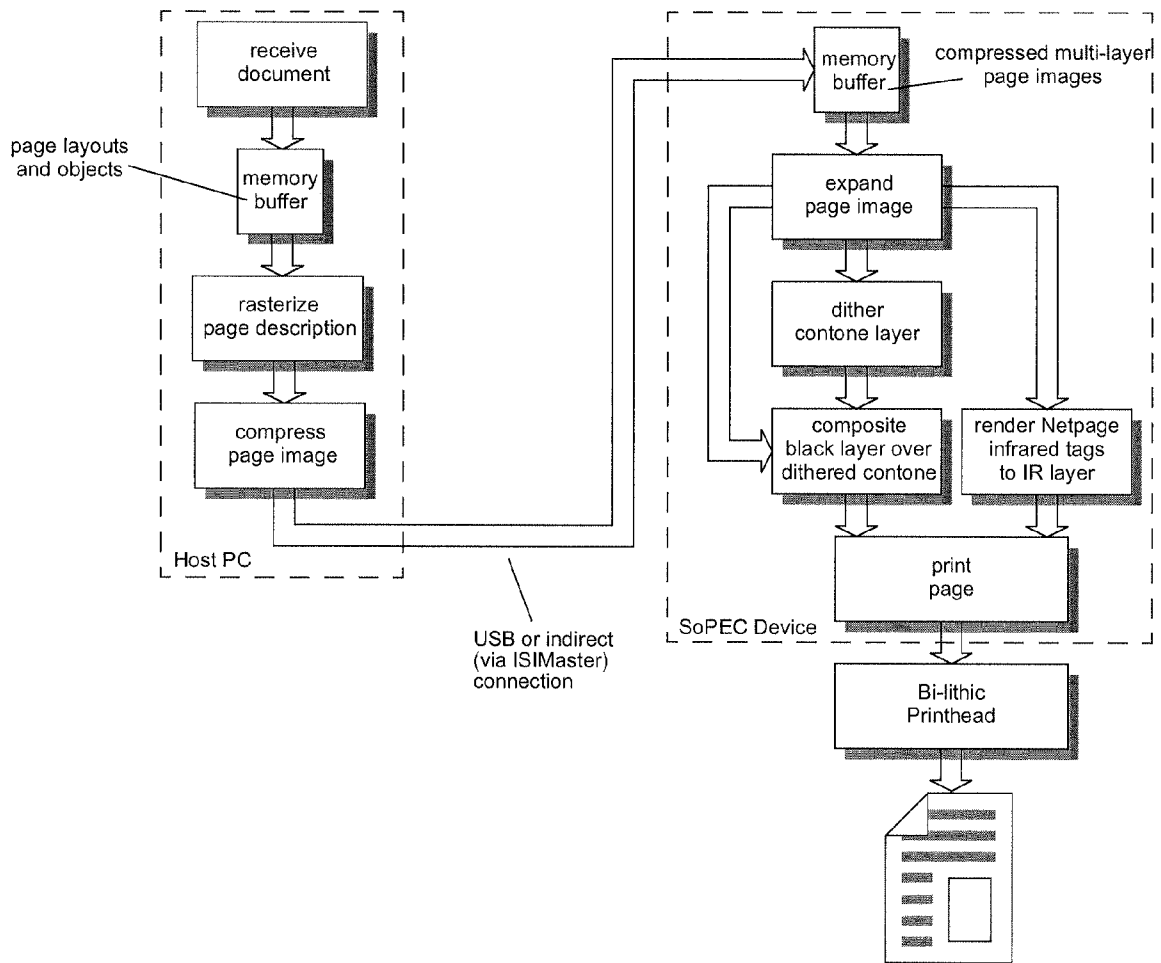 receive
document
page layouts
and objects
memory
buffer
rasterize
page description
compress
page image
Host PC
USB or indirect
(via ISIMaster)
connection
memory
buffer
compressed multi-layer
page images
expand
page image
dither
contone layer
composite
black layer over
dithered contone
render Netpage
infrared tags
to IR layer
print
page
SoPEC Device
Bi-lithic
Printhead